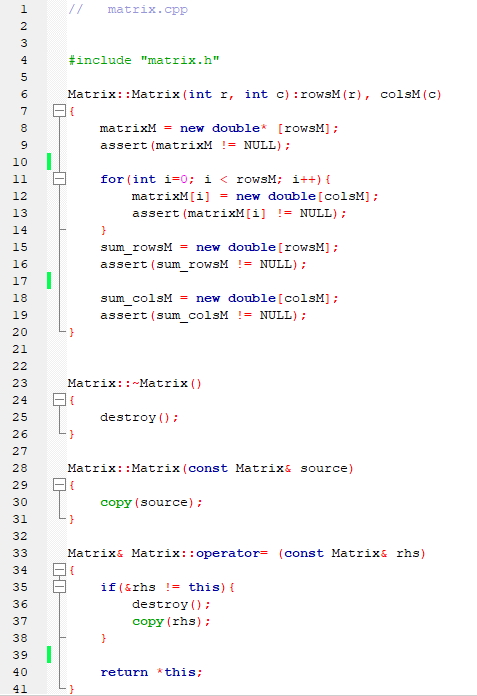 1 //   matrix.cpp
2
3
4 #include "matrix.h"
5
6 Matrix::Matrix(int r, int c):rowsM(r), colsM(c)
7 {
8     matrixM = new double* [rowsM];
9     assert(matrixM != NULL);
10
11     for(int i=0; i < rowsM; i++){
12         matrixM[i] = new double[colsM];
13         assert(matrixM[i] != NULL);
14     }
15     sum_rowsM = new double[rowsM];
16     assert(sum_rowsM != NULL);
17
18     sum_colsM = new double[colsM];
19     assert(sum_colsM != NULL);
20 }
21
22
23 Matrix::~Matrix()
24 {
25     destroy();
26 }
27
28 Matrix::Matrix(const Matrix& source)
29 {
30     copy(source);
31 }
32
33 Matrix& Matrix::operator= (const Matrix& rhs)
34 {
35     if(&rhs != this){
36         destroy();
37         copy(rhs);
38     }
39
40     return *this;
41 }